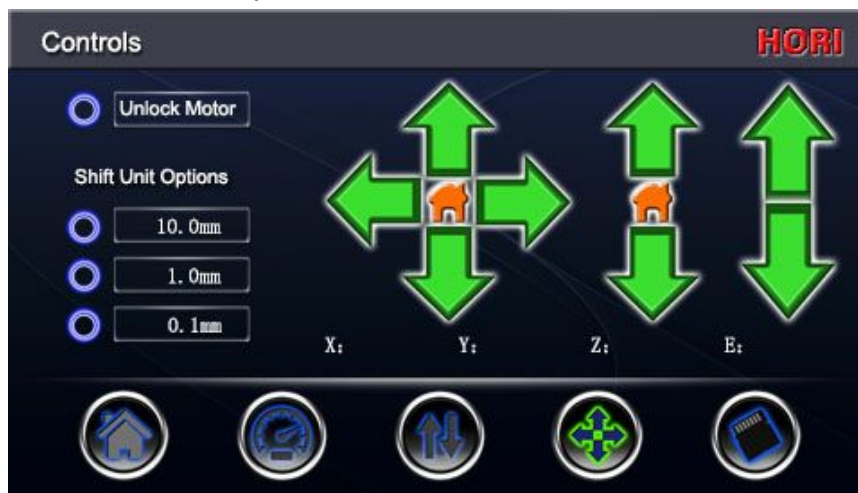 Controls
HORI
Unlock Motor
Shift Unit Options
10.0mm
1.0mm
0.1mm
X: Y: Z: E: